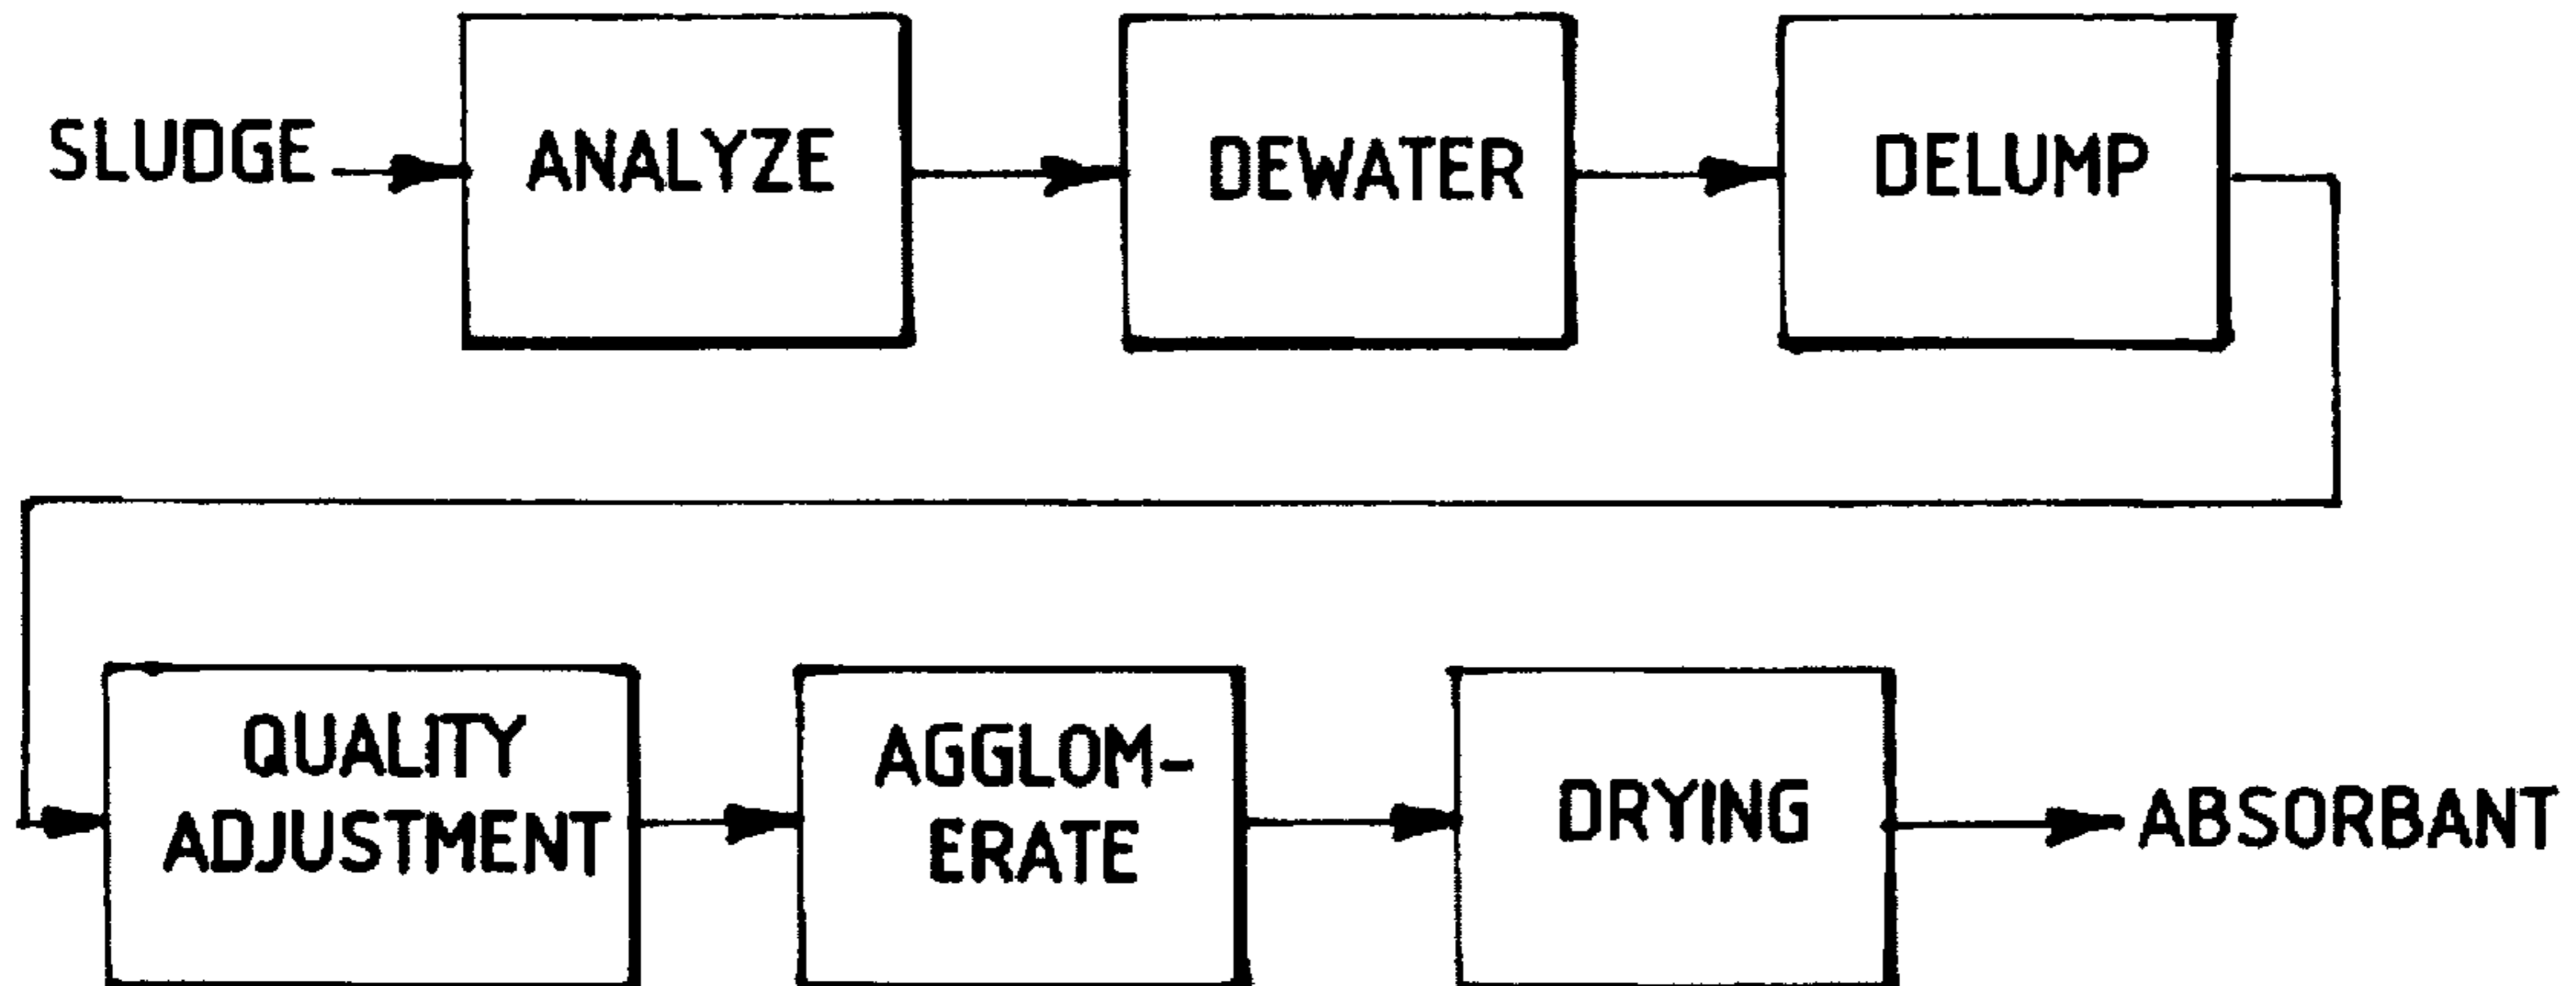 SLUDGE
ANALYZE
DEWATER
DELUMP
QUALITY
ADJUSTMENT
AGGLOM-
ERATE
DRYING
ABSORBANT